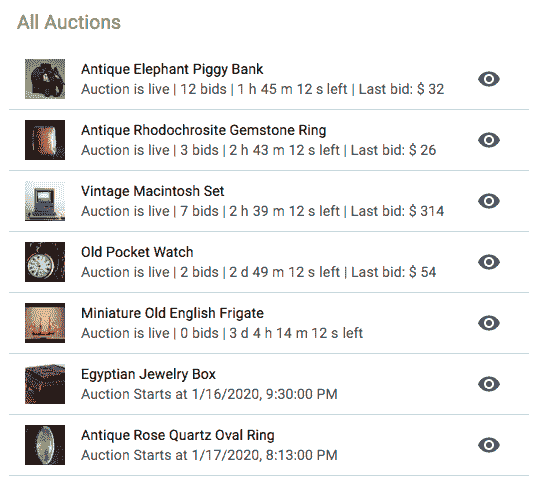 All Auctions
Antique Elephant Piggy Bank
Auction is live | 12 bids | 1 h 45 m 12 s left | Last bid: $ 32
Antique Rhodochrosite Gemstone Ring
Auction is live | 3 bids | 2 h 43 m 12 s left | Last bid: $ 26
Vintage Macintosh Set
Auction is live | 7 bids | 2 h 39 m 12 s left | Last bid: $ 314
Old Pocket Watch
Auction is live | 2 bids | 2 d 49 m 12 s left | Last bid: $ 54
Miniature Old English Frigate
Auction is live | 0 bids | 3 d 4 h 14 m 12 s left
Egyptian Jewelry Box
Auction Starts at 1/16/2020, 9:30:00 PM
Antique Rose Quartz Oval Ring
Auction Starts at 1/17/2020, 8:13:00 PM